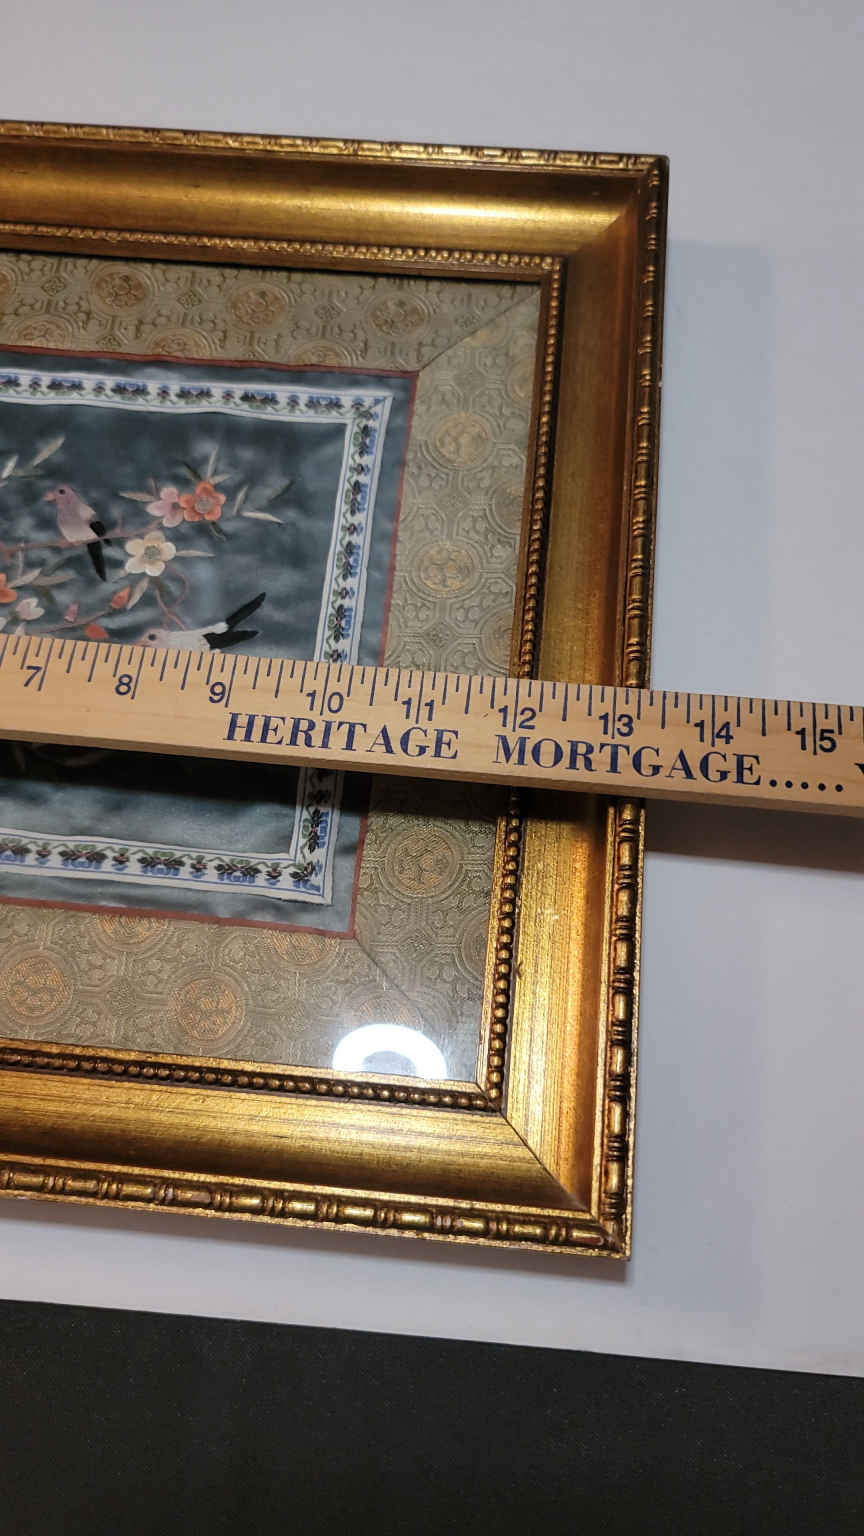 7 8 9 10 11 12 13 14 15
HERITAGE MORTGAGE.....